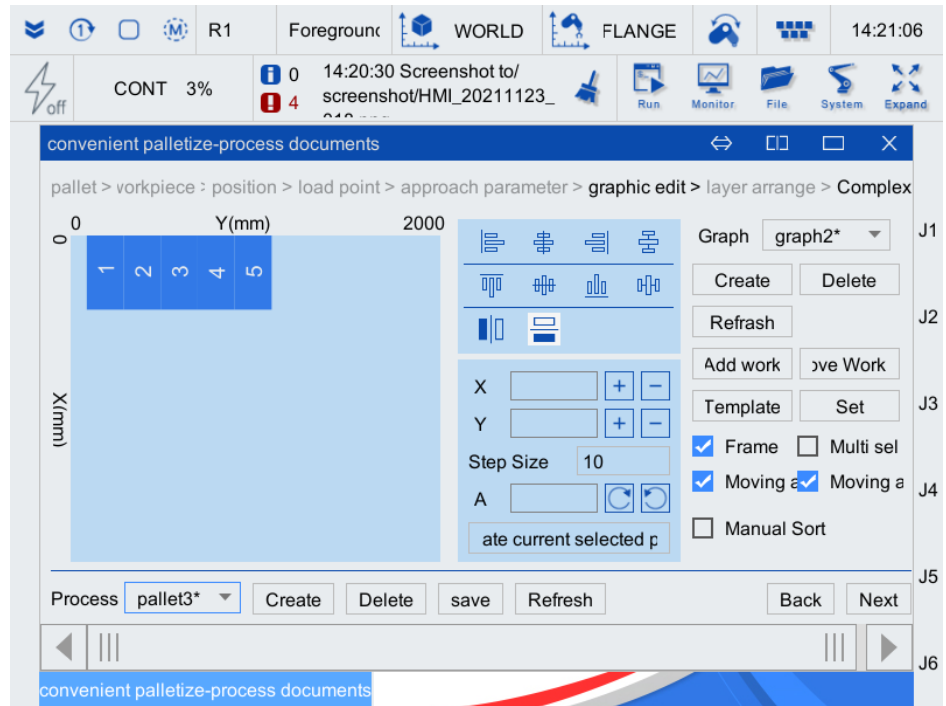 R1 Foreground WORLD FLANGE 14:21:06
off CONT 3% 0 14:20:30 Screenshot to/
4 screenshot/HMI_20211123_
Run Monitor File System Expand
convenient palletize-process documents
pallet > vorkpiece : position > load point > approach parameter > graphic edit > layer arrange > Complex
0 Y(mm) 2000
0
X(mm)
1 2 3 4 5
X + −
Y + −
Step Size 10
A
ate current selected p
Graph graph2*
Create Delete
Refrash
Add work ove Work
Template Set
Frame Multi sel
Moving a Moving a
Manual Sort
J1
J2
J3
J4
J5
J6
Process pallet3* Create Delete save Refresh Back Next
convenient palletize-process documents